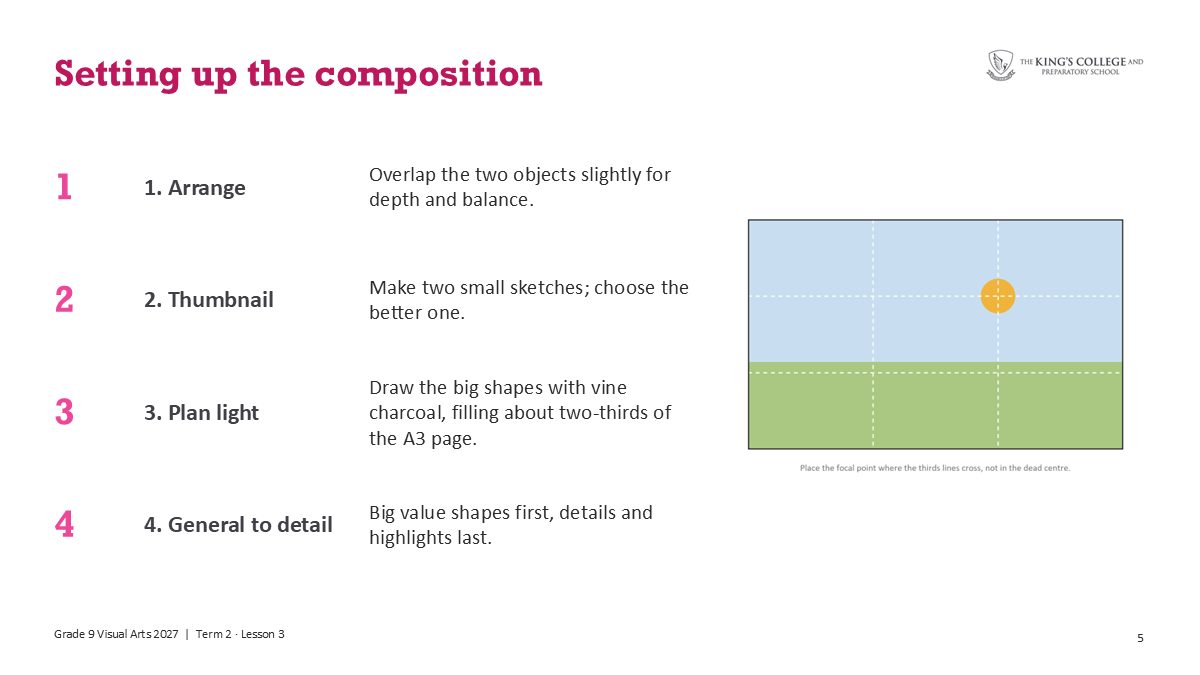 Setting up the composition
THE KING'S COLLEGE AND
PREPARATORY SCHOOL
1
1. Arrange
Overlap the two objects slightly for
depth and balance.
2
2. Thumbnail
Make two small sketches; choose the
better one.
3
3. Plan light
Draw the big shapes with vine
charcoal, filling about two-thirds of
the A3 page.
4
4. General to detail
Big value shapes first, details and
highlights last.
Place the focal point where the thirds lines cross, not in the dead centre.
Grade 9 Visual Arts 2027 | Term 2 · Lesson 3
5